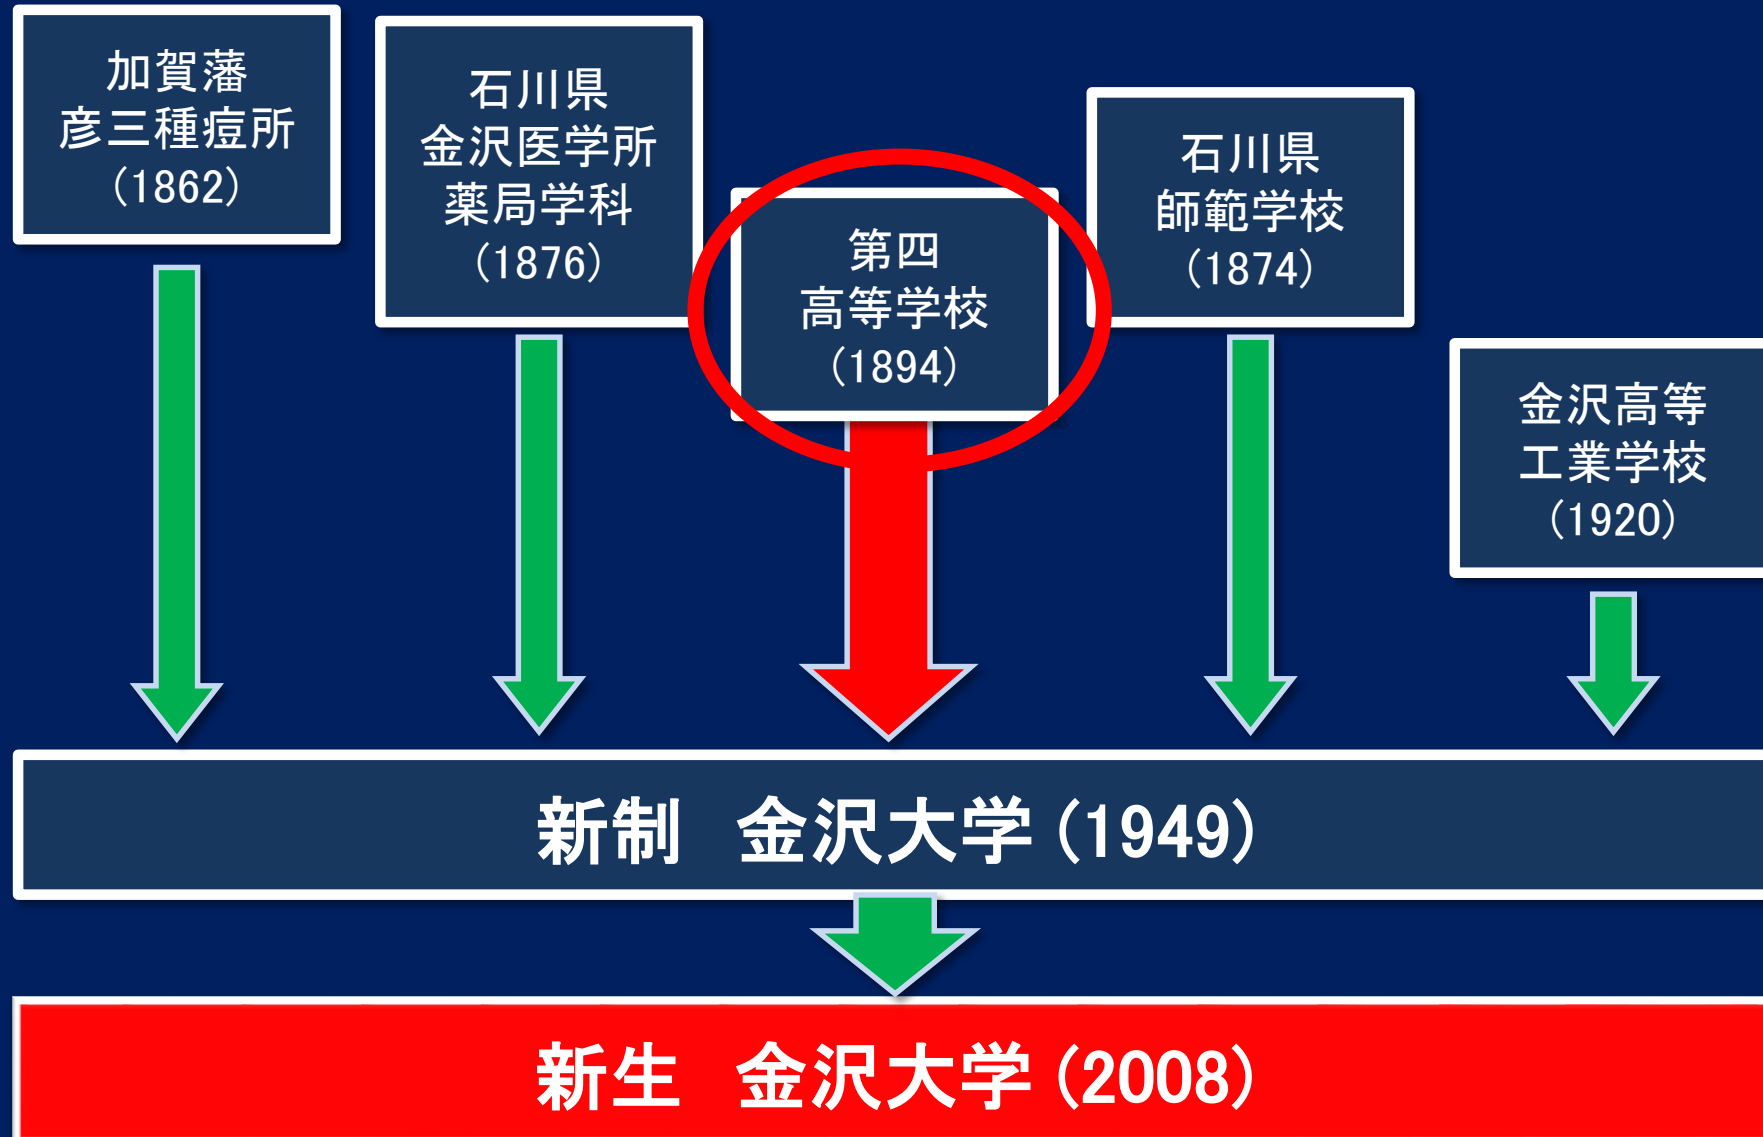 加賀藩
彦三種痘所
（1862）
石川県
金沢医学所
薬局学科
（1876）
第四
高等学校
（1894）
石川県
師範学校
（1874）
金沢高等
工業学校
（1920）
新制　金沢大学（1949）
新生　金沢大学（2008）